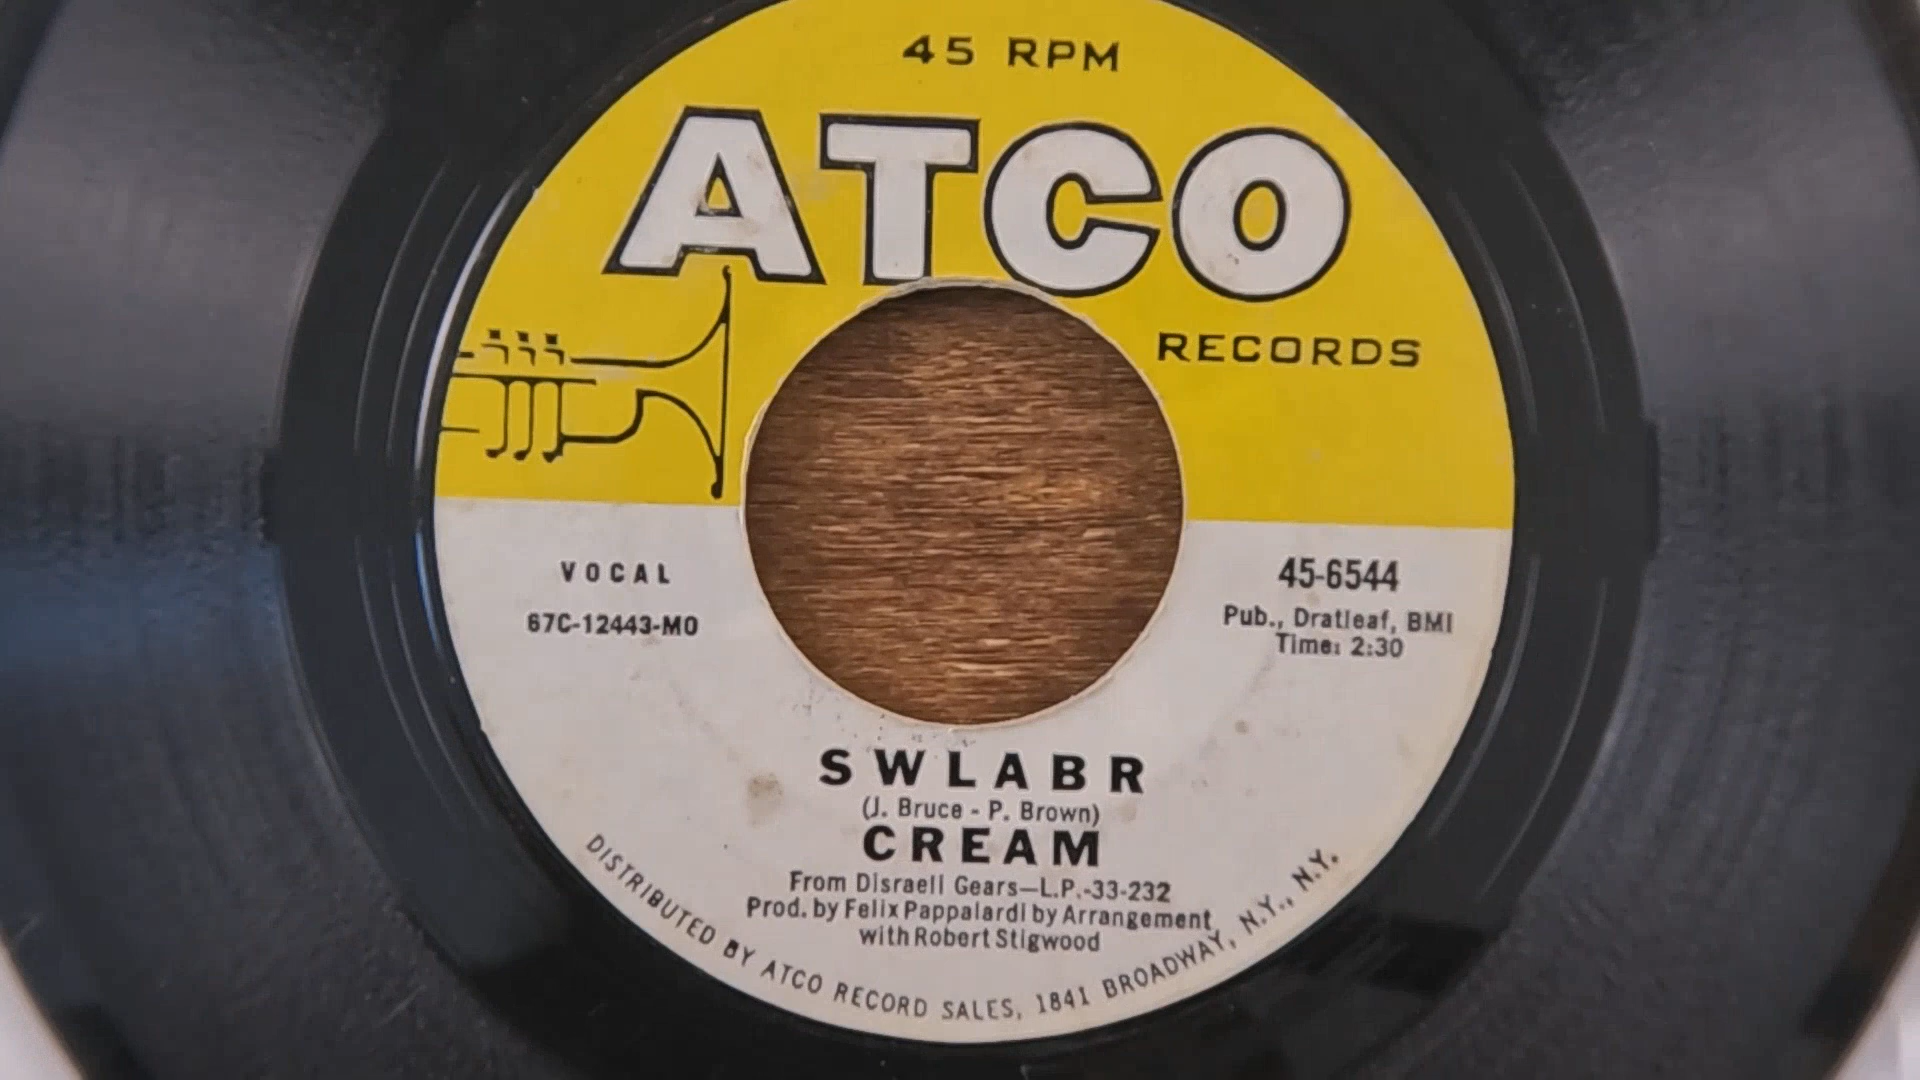 45 RPM
ATCO
RECORDS
VOCAL
67C-12443-MO
45-6544
Pub., Dratleaf, BMI
Time: 2:30
SWLABR
(J. Bruce - P. Brown)
CREAM
From Disraeli Gears—L.P.-33-232
Prod. by Felix Pappalardi by Arrangement
with Robert Stigwood
DISTRIBUTED BY ATCO RECORD SALES, 1841 BROADWAY, N.Y., N.Y.